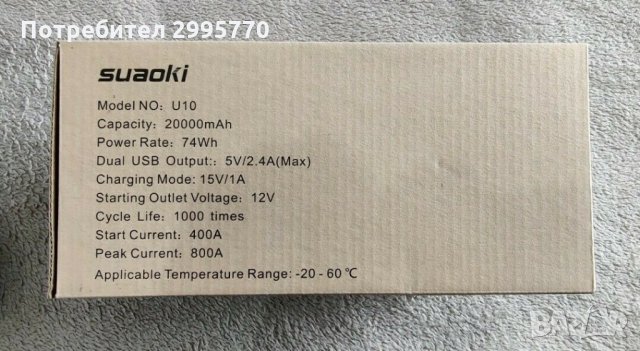 Потребител 2995770
suaoki
Model NO: U10
Capacity: 20000mAh
Power Rate: 74Wh
Dual USB Output:: 5V/2.4A(Max)
Charging Mode: 15V/1A
Starting Outlet Voltage: 12V
Cycle Life: 1000 times
Start Current: 400A
Peak Current: 800A
Applicable Temperature Range: -20 - 60 ℃
BAZAR